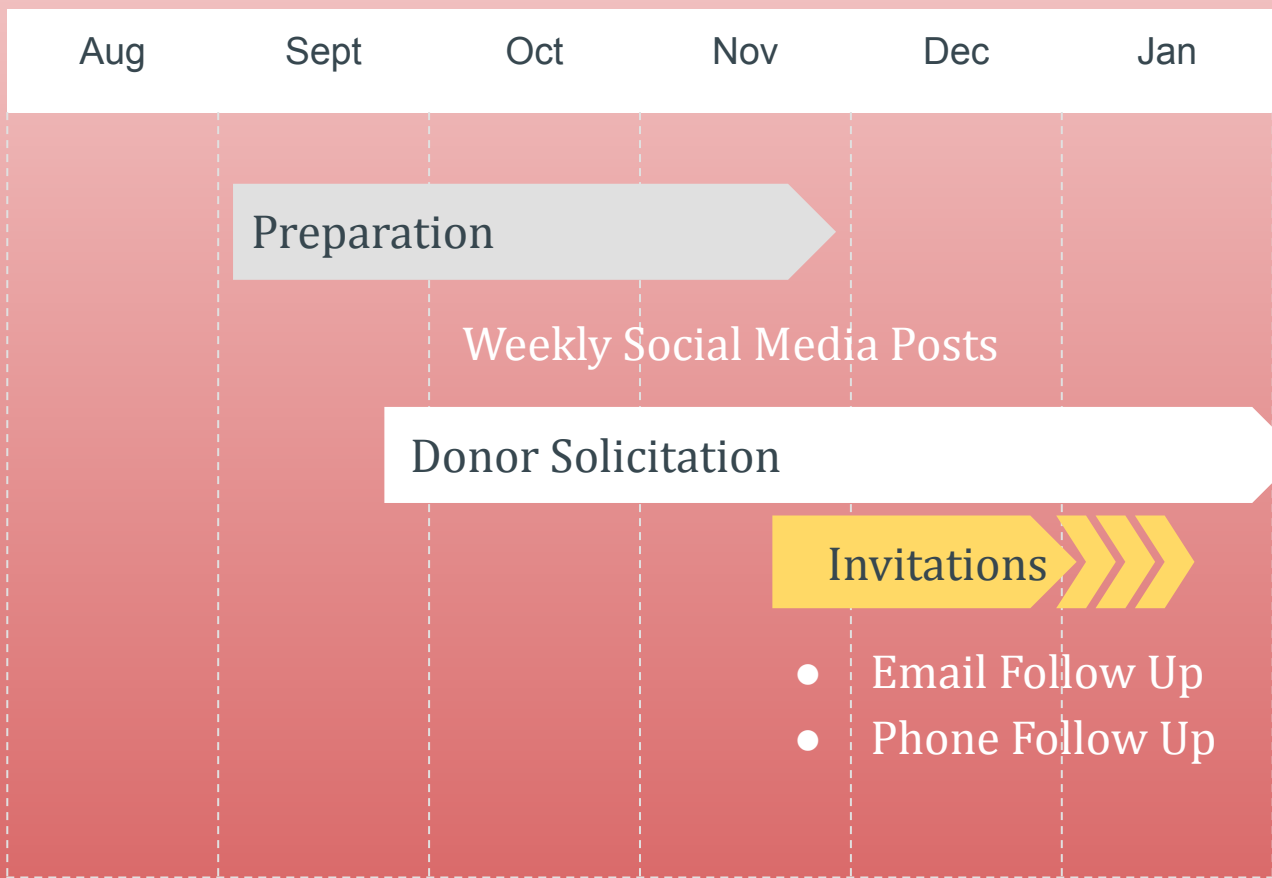 Aug Sept Oct Nov Dec Jan
Preparation
Weekly Social Media Posts
Donor Solicitation
Invitations
● Email Follow Up
● Phone Follow Up